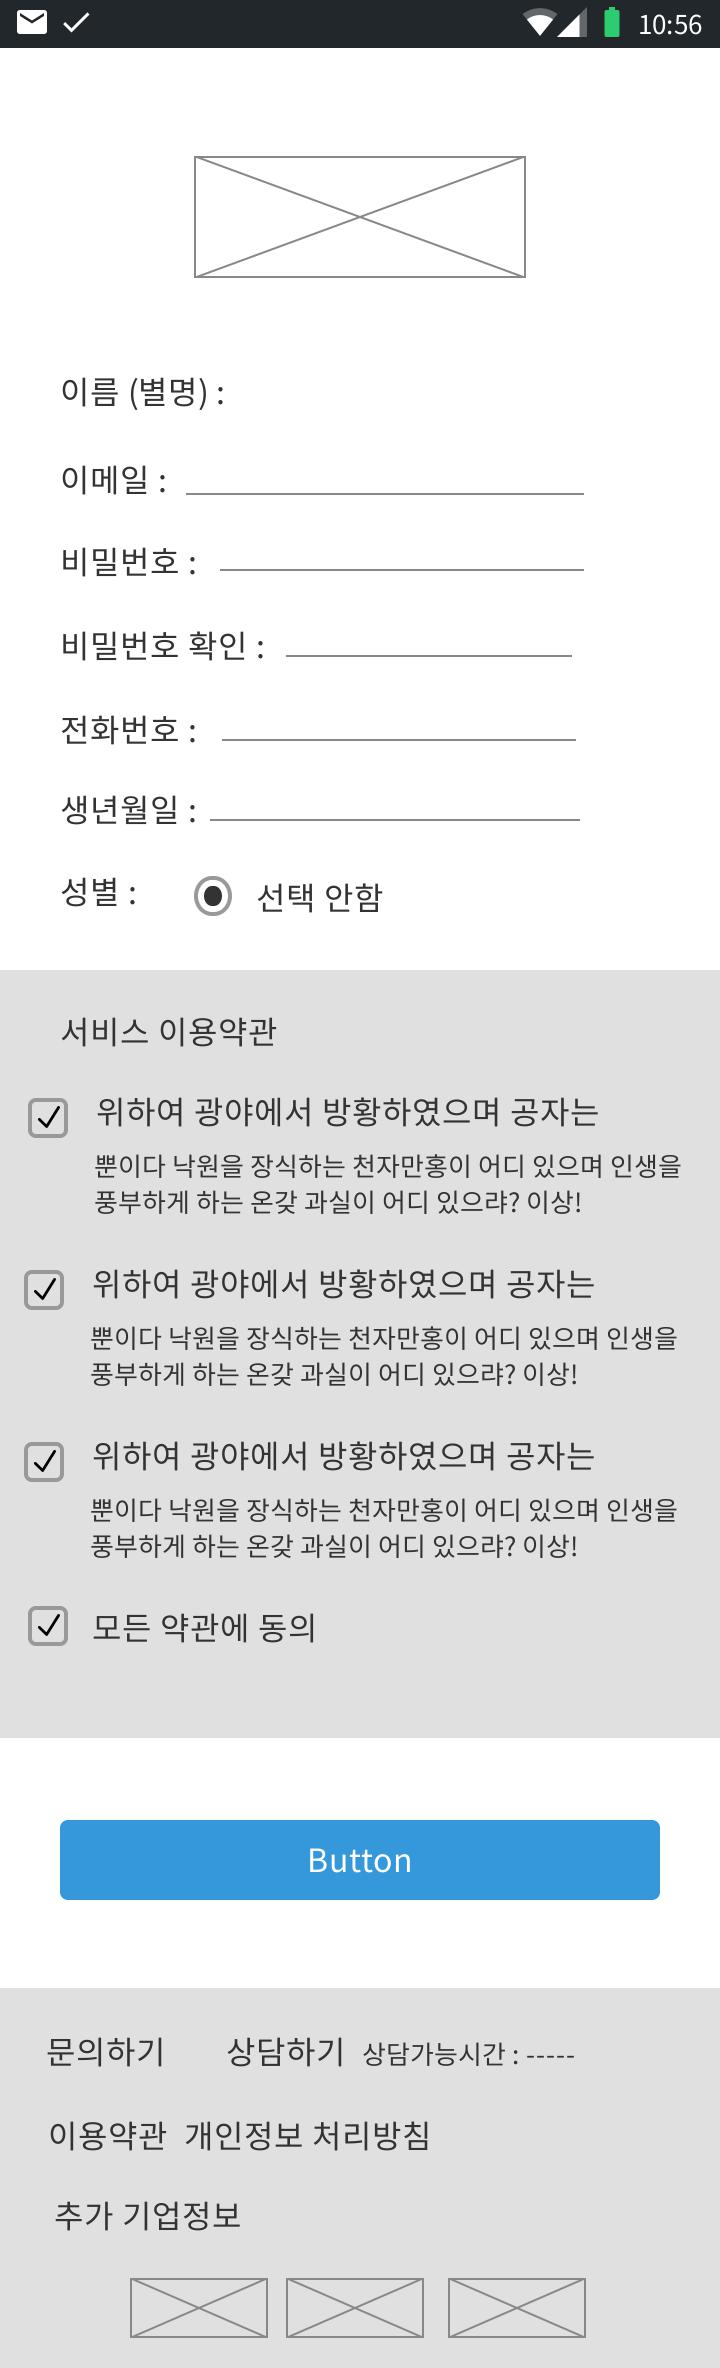 10:56
이름 (별명) :
이메일 :
비밀번호 :
비밀번호 확인 :
전화번호 :
생년월일 :
성별 : 선택 안함
서비스 이용약관
위하여 광야에서 방황하였으며 공자는
뿐이다 낙원을 장식하는 천자만홍이 어디 있으며 인생을
풍부하게 하는 온갖 과실이 어디 있으랴? 이상!
위하여 광야에서 방황하였으며 공자는
뿐이다 낙원을 장식하는 천자만홍이 어디 있으며 인생을
풍부하게 하는 온갖 과실이 어디 있으랴? 이상!
위하여 광야에서 방황하였으며 공자는
뿐이다 낙원을 장식하는 천자만홍이 어디 있으며 인생을
풍부하게 하는 온갖 과실이 어디 있으랴? 이상!
모든 약관에 동의
Button
문의하기 상담하기 상담가능시간 : -----
이용약관 개인정보 처리방침
추가 기업정보